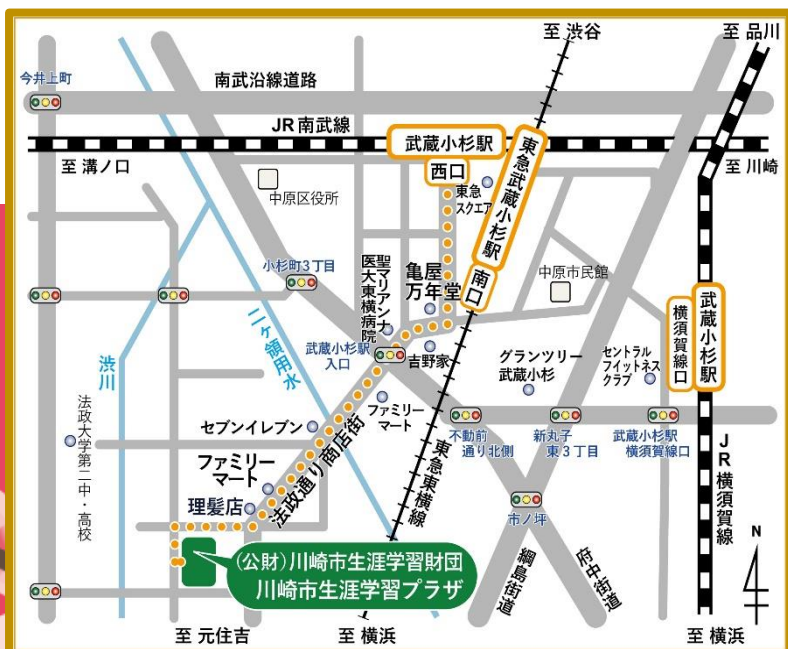 至 渋谷
至 品川
今井上町
南武沿線道路
JR南武線
武蔵小杉駅
西口
東急武蔵小杉駅
至 溝ノ口
至 川崎
中原区役所
東急
スクエア
小杉町3丁目
聖マリアンナ
医大東横病院
亀屋
万年堂
南口
中原市民館
武蔵小杉駅
横須賀線口
二ヶ領用水
渋川
武蔵小杉駅
入口
吉野家
グランツリー
武蔵小杉
セントラル
フィットネス
クラブ
法政大学第二中・高校
セブンイレブン
ファミリー
マート
不動前
通り北側
新丸子
東3丁目
武蔵小杉駅
横須賀線口
ファミリー
マート
法政通り商店街
東急東横線
JR横須賀線
理髪店
市ノ坪
N
(公財)川崎市生涯学習財団
川崎市生涯学習プラザ
綱島街道
府中街道
至 元住吉
至 横浜
至 横浜